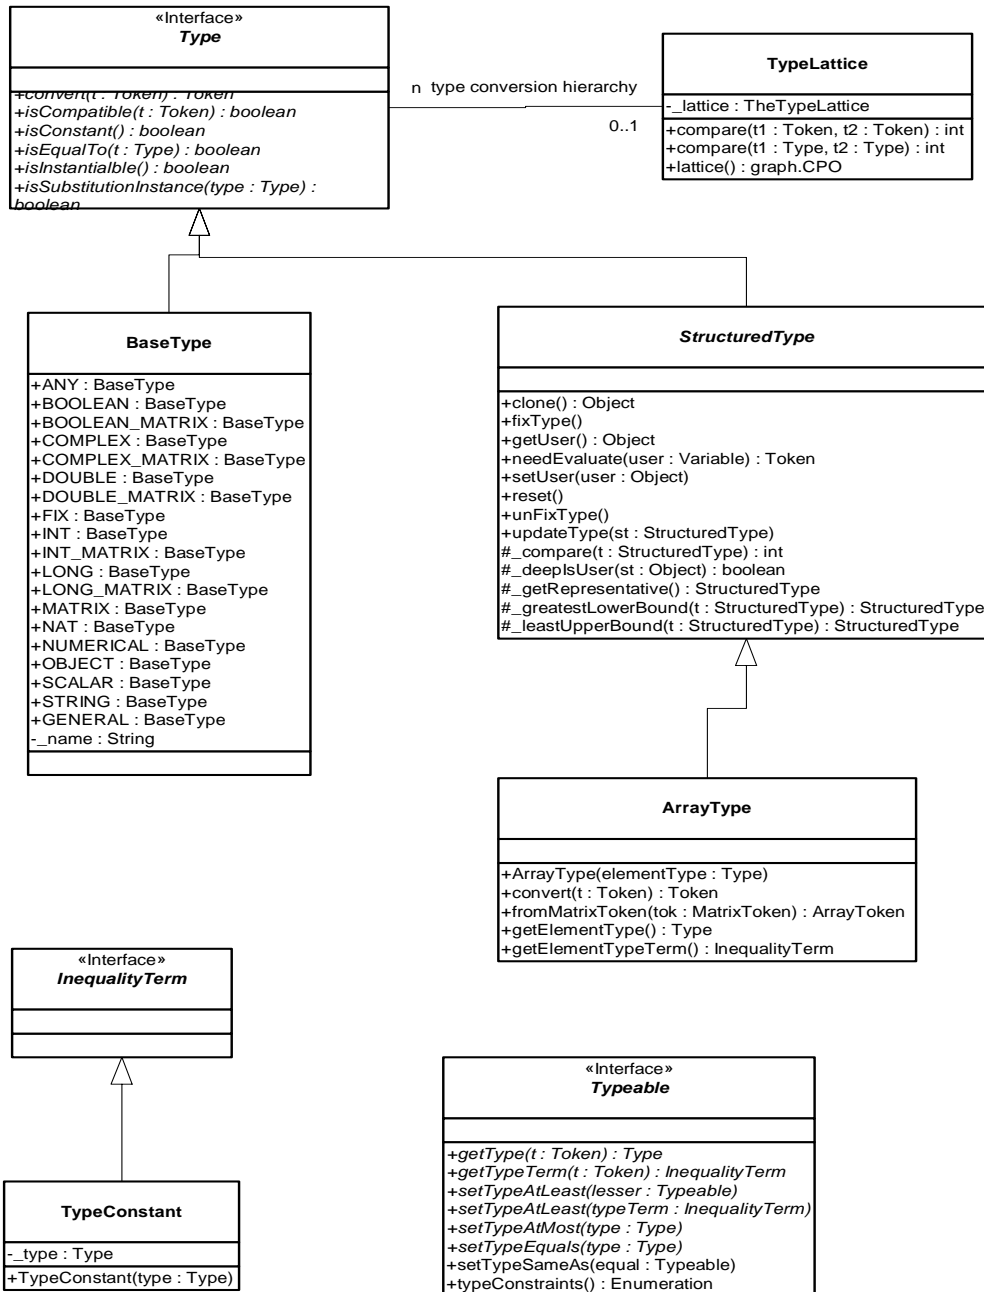 «Interface»
Type
+convert(t : Token) : Token
+isCompatible(t : Token) : boolean
+isConstant() : boolean
+isEqualTo(t : Type) : boolean
+isInstantialble() : boolean
+isSubstitutionInstance(type : Type) :
boolean
n type conversion hierarchy
0..1
TypeLattice
-_lattice : TheTypeLattice
+compare(t1 : Token, t2 : Token) : int
+compare(t1 : Type, t2 : Type) : int
+lattice() : graph.CPO
BaseType
+ANY : BaseType
+BOOLEAN : BaseType
+BOOLEAN_MATRIX : BaseType
+COMPLEX : BaseType
+COMPLEX_MATRIX : BaseType
+DOUBLE : BaseType
+DOUBLE_MATRIX : BaseType
+FIX : BaseType
+INT : BaseType
+INT_MATRIX : BaseType
+LONG : BaseType
+LONG_MATRIX : BaseType
+MATRIX : BaseType
+NAT : BaseType
+NUMERICAL : BaseType
+OBJECT : BaseType
+SCALAR : BaseType
+STRING : BaseType
+GENERAL : BaseType
-_name : String
StructuredType
+clone() : Object
+fixType()
+getUser() : Object
+needEvaluate(user : Variable) : Token
+setUser(user : Object)
+reset()
+unFixType()
+updateType(st : StructuredType)
#_compare(t : StructuredType) : int
#_deepIsUser(st : Object) : boolean
#_getRepresentative() : StructuredType
#_greatestLowerBound(t : StructuredType) : StructuredType
#_leastUpperBound(t : StructuredType) : StructuredType
ArrayType
+ArrayType(elementType : Type)
+convert(t : Token) : Token
+fromMatrixToken(tok : MatrixToken) : ArrayToken
+getElementType() : Type
+getElementTypeTerm() : InequalityTerm
«Interface»
InequalityTerm
TypeConstant
-_type : Type
+TypeConstant(type : Type)
«Interface»
Typeable
+getType(t : Token) : Type
+getTypeTerm(t : Token) : InequalityTerm
+setTypeAtLeast(lesser : Typeable)
+setTypeAtLeast(typeTerm : InequalityTerm)
+setTypeAtMost(type : Type)
+setTypeEquals(type : Type)
+setTypeSameAs(equal : Typeable)
+typeConstraints() : Enumeration